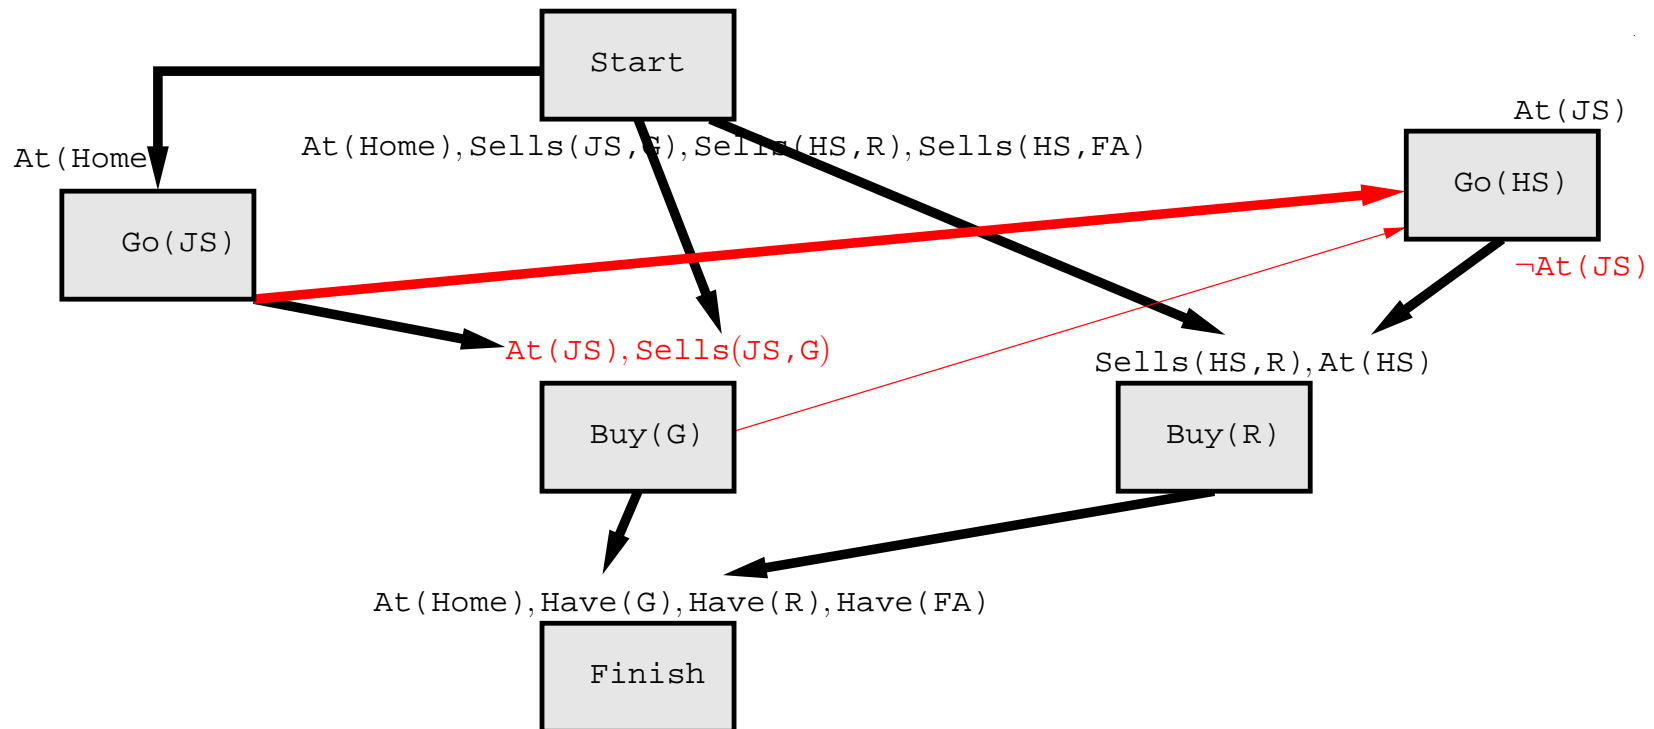 Start
At(JS)
At(Home),Sells(JS,G),Sells(HS,R),Sells(HS,FA)
At(Home
Go(HS)
Go(JS)
¬At(JS)
At(JS),Sells(JS,G)
Sells(HS,R),At(HS)
Buy(G)
Buy(R)
At(Home),Have(G),Have(R),Have(FA)
Finish